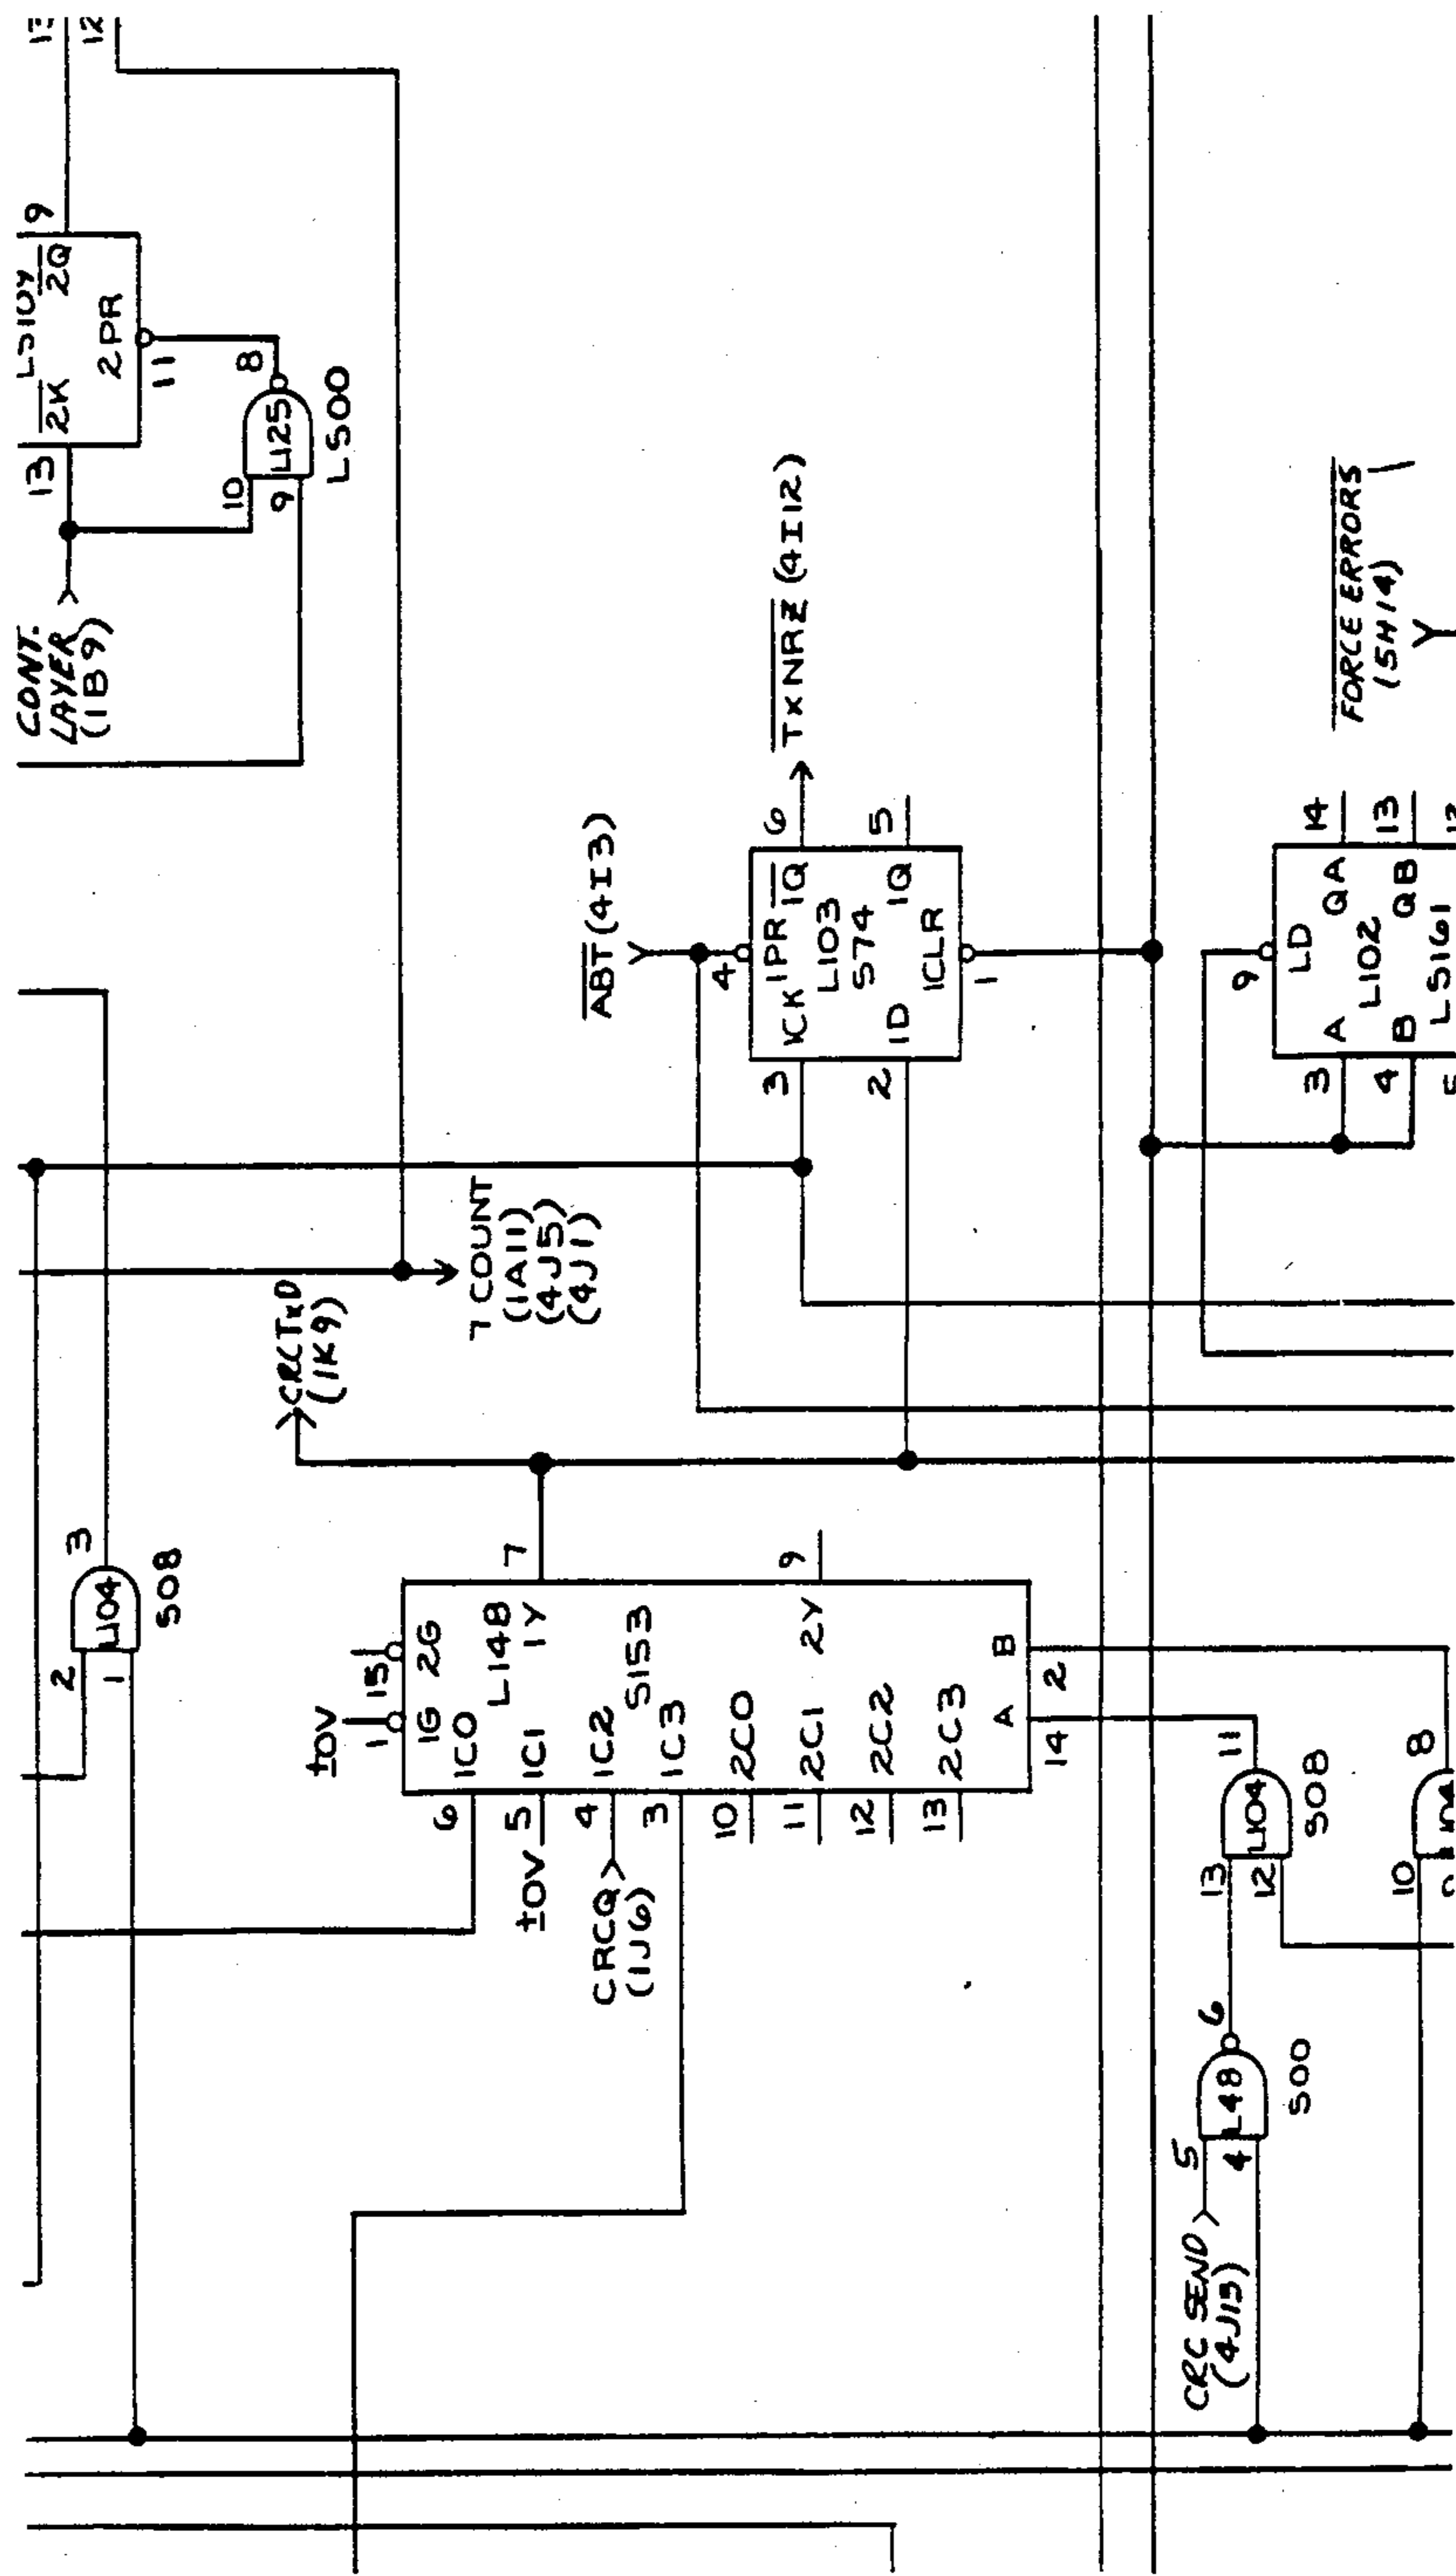 CONT.
LAYER
(1B9)
13
2K
2Q
9
2PR
11
10
9
L125
8
LS00
12
2
1
L104
3
S08
CRCTxD
(1K9)
7 COUNT
(1A11)
(4J5)
(4J1)
ABT (4I3)
4
3
1CK
1PR
1Q
6
TxNRZ (4I12)
L103
S74
2
1D
1Q
5
1CLR
1
±0V
1
15
1G
2G
6
1C0
L148
±0V
5
1C1
1Y
7
CRCQ
(1J6)
4
1C2
S153
3
1C3
10
2C0
11
2C1
2Y
9
12
2C2
13
2C3
A
B
14
2
CRC SEND
(4J13)
5
4
L48
6
S00
13
12
L104
11
S08
10
8
9
LD
3
A
QA
14
L102
4
B
QB
13
LS161
FORCE ERRORS
(5H14)